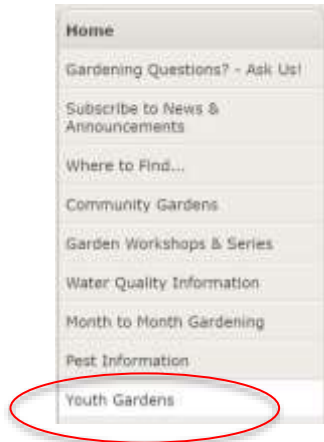 Home
Gardening Questions? - Ask Us!
Subscribe to News &
Announcements
Where to Find...
Community Gardens
Garden Workshops & Series
Water Quality Information
Month to Month Gardening
Pest Information
Youth Gardens